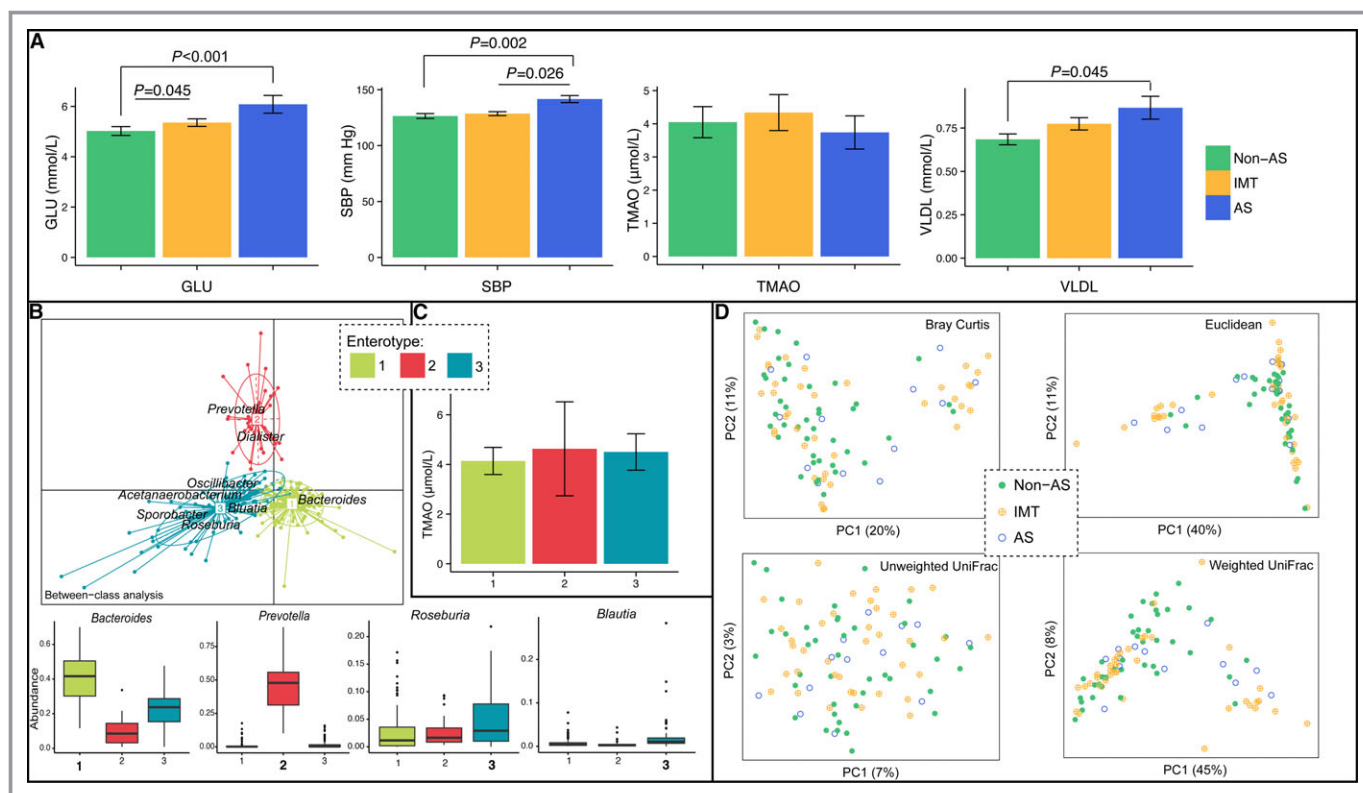 A
P<0.001
P=0.045
GLU (mmol/L)
6
4
2
0
GLU
P=0.002
P=0.026
SBP (mm Hg)
150
100
50
0
SBP
TMAO (μmol/L)
5
4
3
2
1
0
TMAO
P=0.045
VLDL (mmol/L)
0.75
0.50
0.25
0.00
VLDL
Non−AS
IMT
AS
B
Prevotella
2
Dialister
Oscillibacter
Acetanaerobacterium
Bacteroides
Sporobacter
3
Bluatia
1
Roseburia
Between−class analysis
Enterotype:
1
2
3
C
TMAO (μmol/L)
6
4
2
0
1
2
3
Bacteroides
Abundance
0.6
0.4
0.2
0.0
1
2
3
Prevotella
0.75
0.50
0.25
0.00
1
2
3
Roseburia
0.20
0.15
0.10
0.05
0.00
1
2
3
Blautia
0.2
0.1
0.0
1
2
3
D
Bray Curtis
PC2 (11%)
PC1 (20%)
Euclidean
PC2 (11%)
PC1 (40%)
Non−AS
IMT
AS
Unweighted UniFrac
PC2 (3%)
PC1 (7%)
Weighted UniFrac
PC2 (8%)
PC1 (45%)